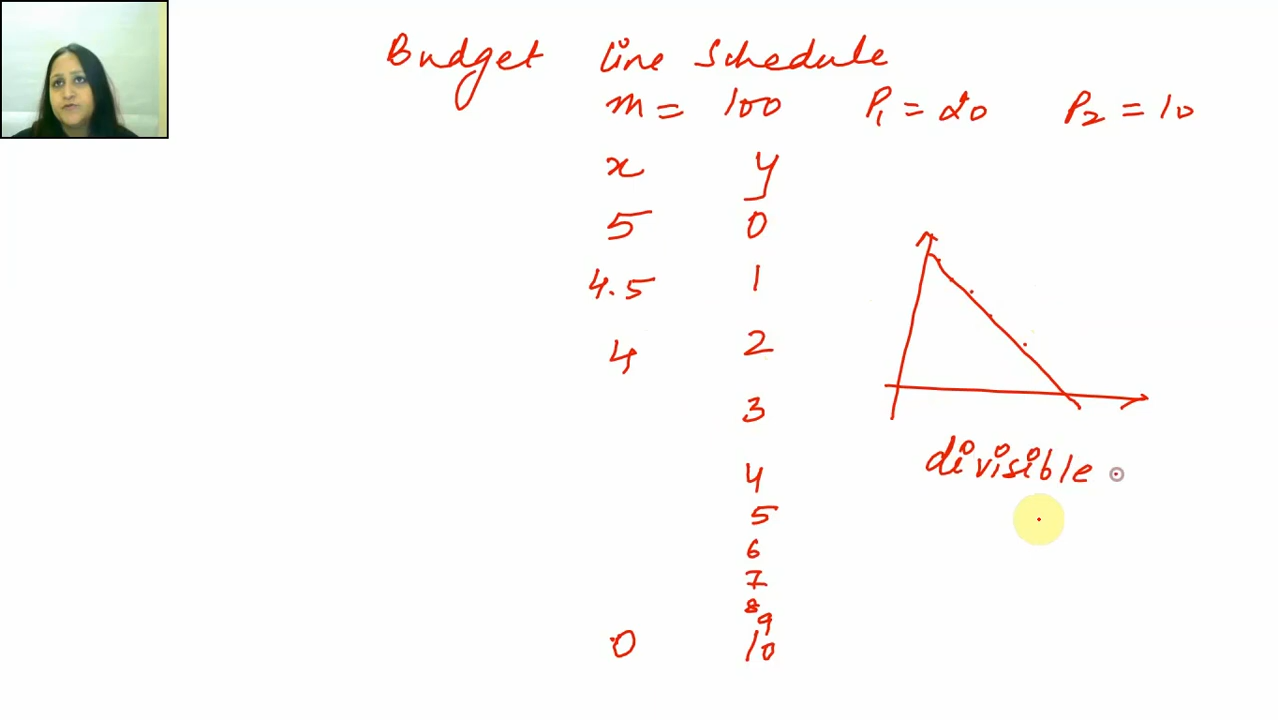 Budget line Schedule
m = 100 P₁ = 20 P₂ = 10
x y
5 0
4.5 1
4 2
3
4
5
6
7
8
9
0 10
divisible